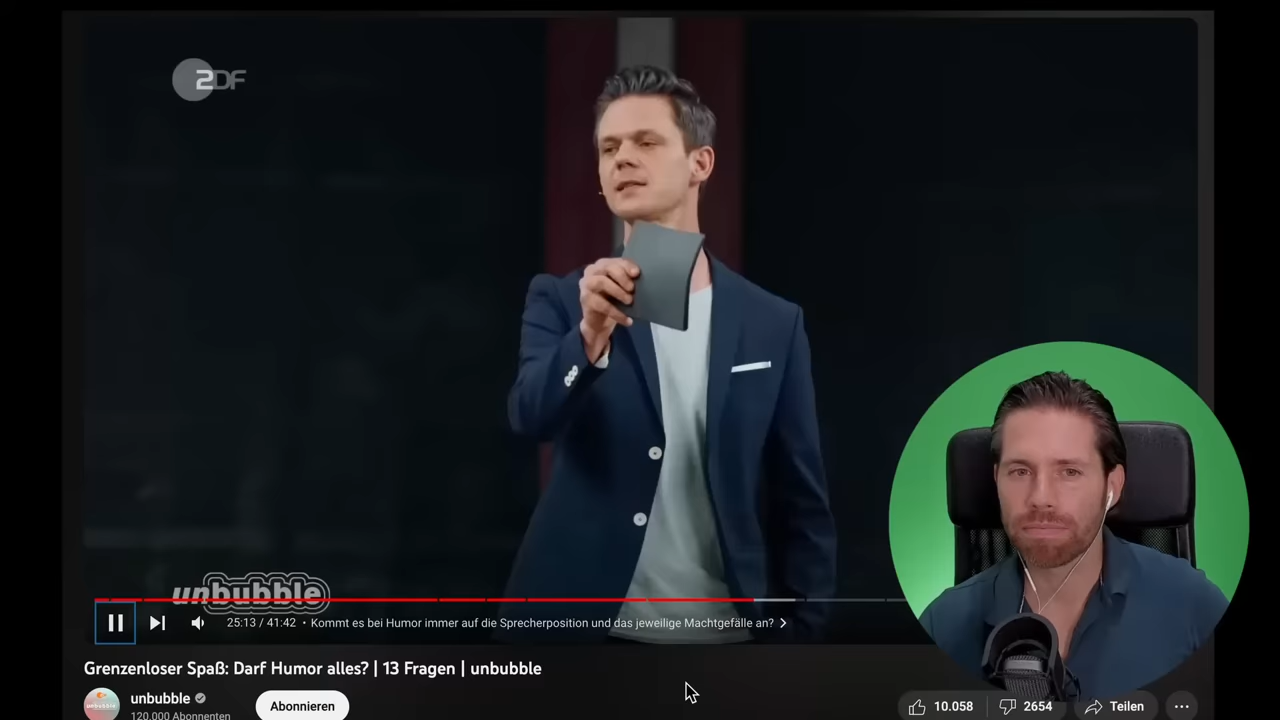 ZDF
unbubble
25:13 / 41:42 • Kommt es bei Humor immer auf die Sprecherposition und das jeweilige Machtgefälle an?
Grenzenloser Spaß: Darf Humor alles? | 13 Fragen | unbubble
unbubble
120.000 Abonnenten
Abonnieren
10.058
2654
Teilen